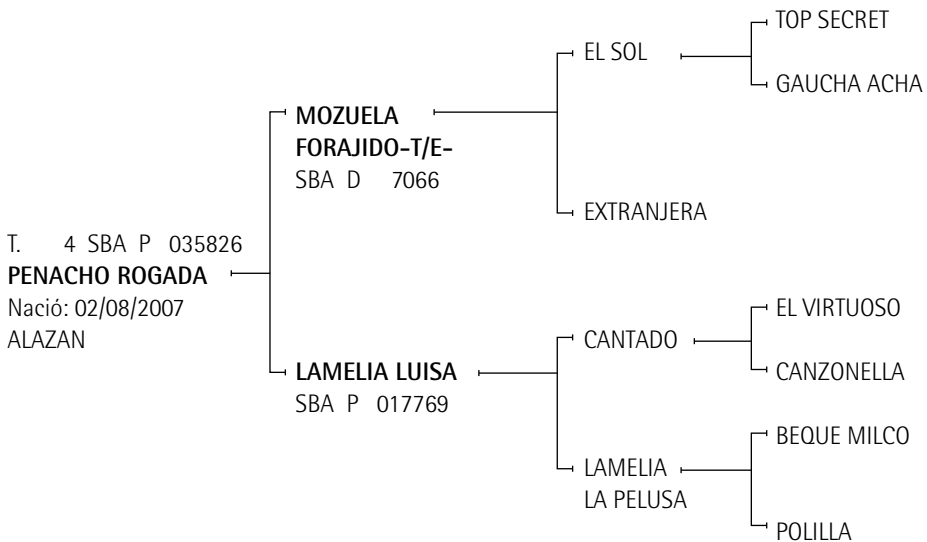 T. 4 SBA P 035826
PENACHO ROGADA
Nació: 02/08/2007
ALAZAN
MOZUELA
FORAJIDO-T/E-
SBA D 7066
LAMELIA LUISA
SBA P 017769
EL SOL
EXTRANJERA
CANTADO
LAMELIA
LA PELUSA
TOP SECRET
GAUCHA ACHA
EL VIRTUOSO
CANZONELLA
BEQUE MILCO
POLILLA